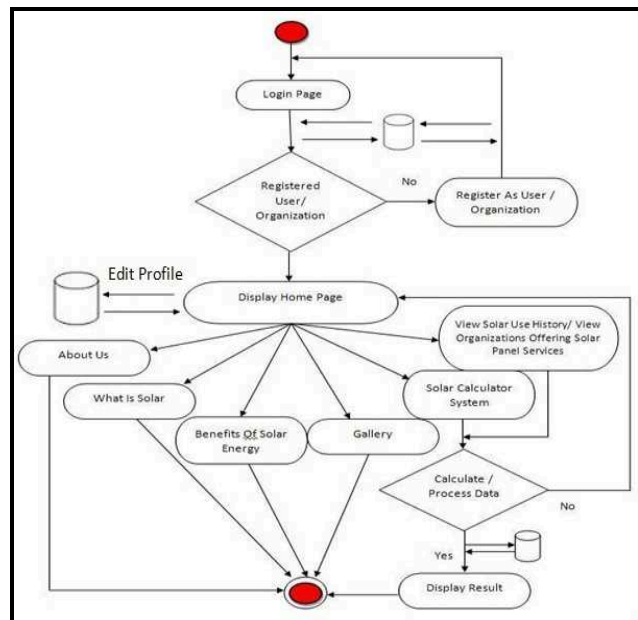 Login Page
Registered
User/
Organization
No
Register As User /
Organization
Edit Profile
Display Home Page
About Us
View Solar Use History/ View
Organizations Offering Solar
Panel Services
What Is Solar
Solar Calculator
System
Benefits Of Solar
Energy
Gallery
Calculate /
Process Data
No
Yes
Display Result